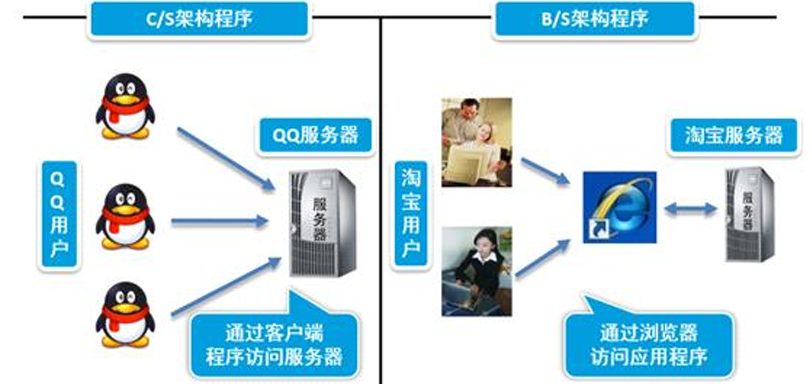 C/S架构程序
QQ服务器
QQ用户
服务器
通过客户端
程序访问服务器
B/S架构程序
淘宝服务器
淘宝用户
服务器
通过浏览器
访问应用程序